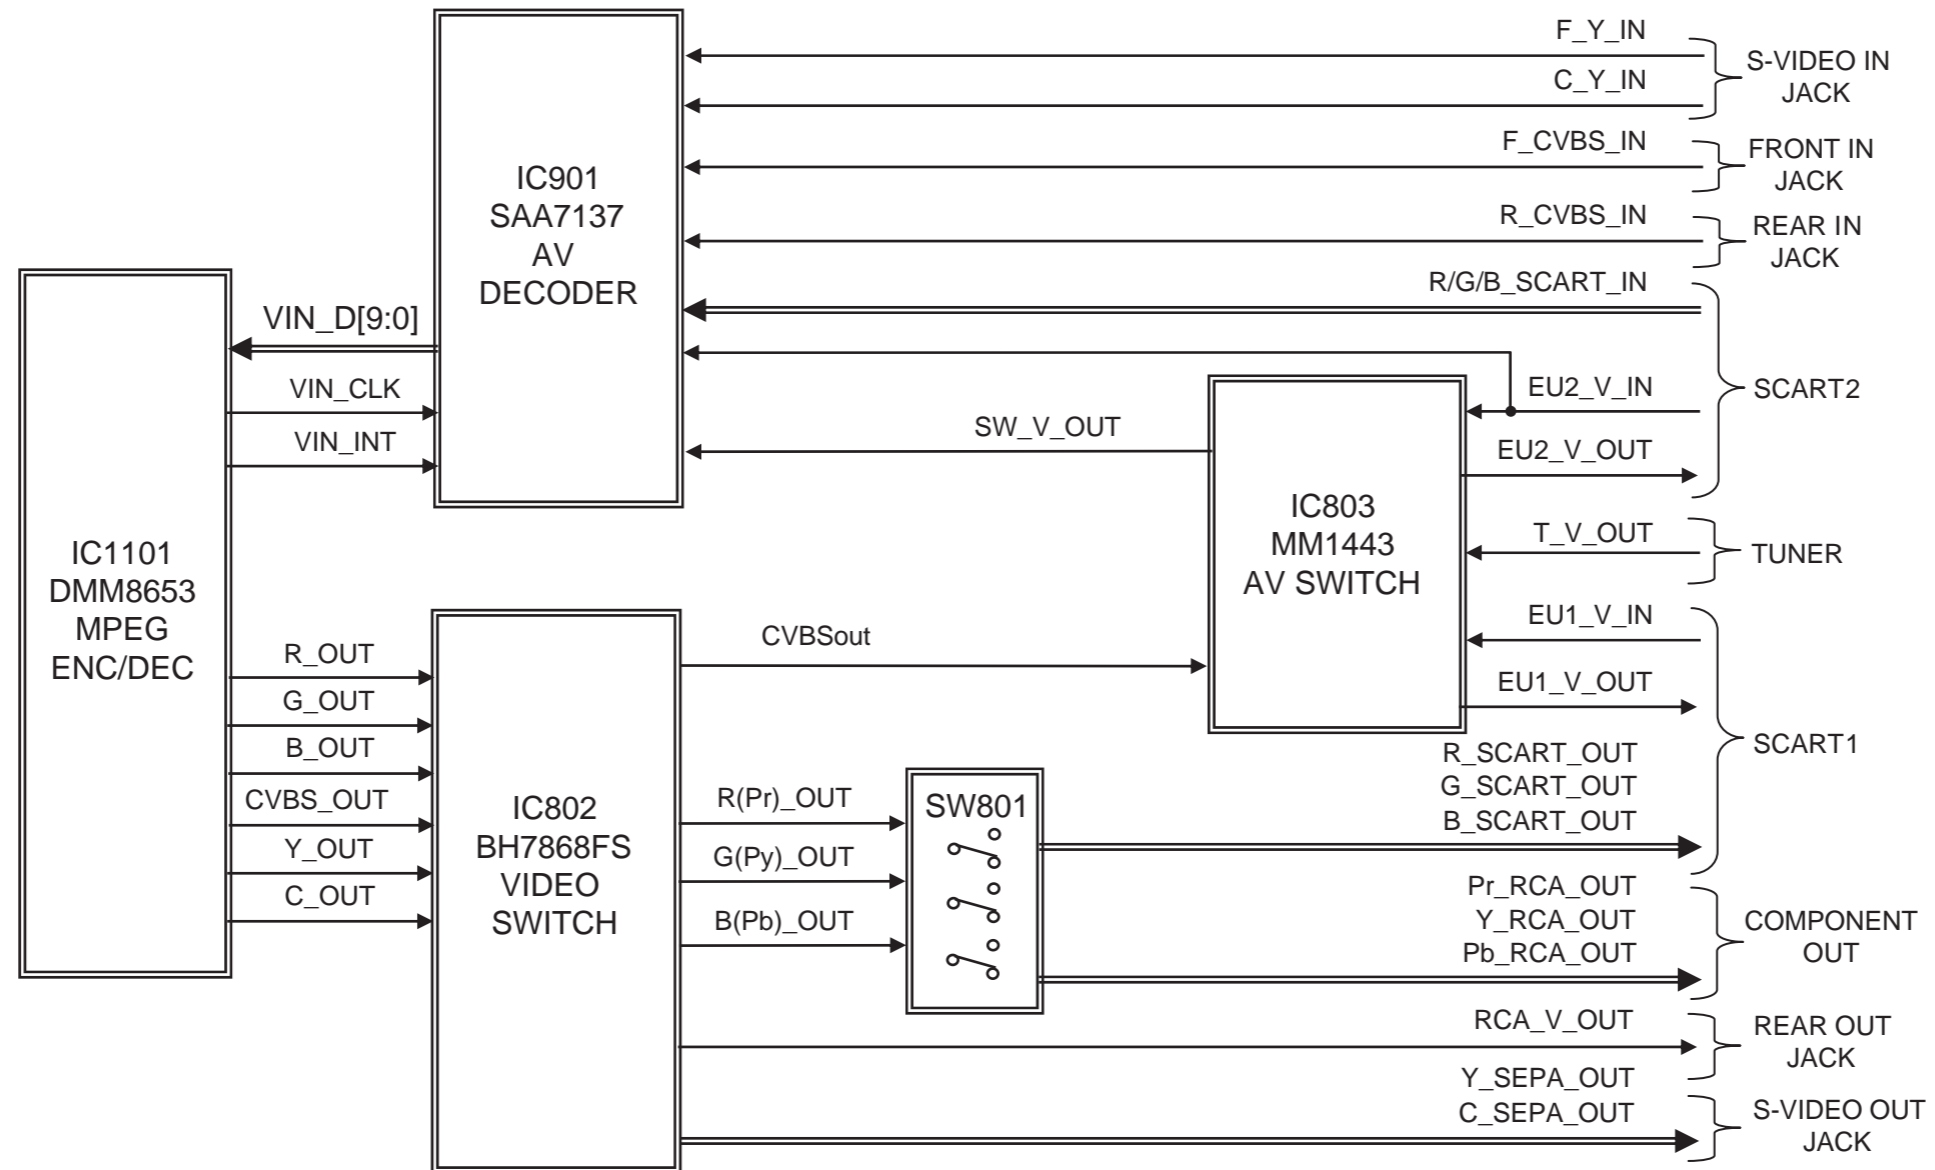 F_Y_IN
C_Y_IN
S-VIDEO IN
JACK
F_CVBS_IN
FRONT IN
JACK
R_CVBS_IN
REAR IN
JACK
R/G/B_SCART_IN
EU2_V_IN
EU2_V_OUT
SCART2
T_V_OUT
TUNER
EU1_V_IN
EU1_V_OUT
R_SCART_OUT
G_SCART_OUT
B_SCART_OUT
SCART1
Pr_RCA_OUT
Y_RCA_OUT
Pb_RCA_OUT
COMPONENT
OUT
RCA_V_OUT
REAR OUT
JACK
Y_SEPA_OUT
C_SEPA_OUT
S-VIDEO OUT
JACK
IC901
SAA7137
AV
DECODER
VIN_D[9:0]
VIN_CLK
VIN_INT
SW_V_OUT
IC803
MM1443
AV SWITCH
IC1101
DMM8653
MPEG
ENC/DEC
R_OUT
G_OUT
B_OUT
CVBS_OUT
Y_OUT
C_OUT
IC802
BH7868FS
VIDEO
SWITCH
CVBSout
R(Pr)_OUT
G(Py)_OUT
B(Pb)_OUT
SW801